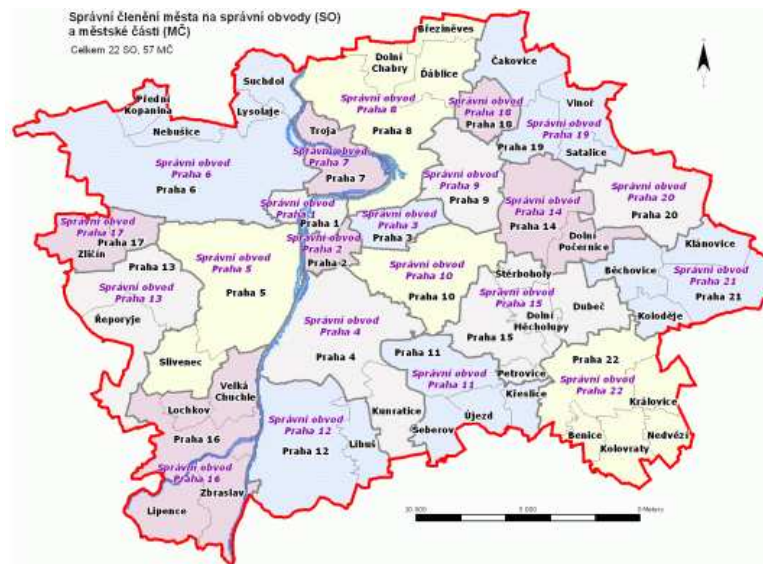 Správní členění města na správní obvody (SO)
a městské části (MČ)
Celkem 22 SO, 57 MČ
Březiněves
Dolní
Chabry
Ďáblice
Čakovice
Suchdol
Přední
Kopanina
Lysolaje
Nebušice
Správní obvod
Praha 8
Praha 8
Správní obvod
Praha 18
Praha 18
Vinoř
Správní obvod
Praha 19
Praha 19
Satalice
Troja
Správní obvod
Praha 7
Praha 7
Správní obvod
Praha 6
Praha 6
Správní obvod
Praha 9
Praha 9
Správní obvod
Praha 14
Praha 14
Správní obvod
Praha 20
Praha 20
Správní obvod
Praha 1
Praha 1
Správní obvod
Praha 3
Praha 3
Správní obvod
Praha 2
Praha 2
Správní obvod
Praha 17
Praha 17
Zličín
Dolní
Počernice
Klánovice
Běchovice
Správní obvod
Praha 21
Praha 21
Koloděje
Správní obvod
Praha 5
Praha 5
Praha 13
Správní obvod
Praha 13
Řeporyje
Správní obvod
Praha 10
Praha 10
Štěrboholy
Správní obvod
Praha 15
Praha 15
Dolní
Měcholupy
Dubeč
Petrovice
Správní obvod
Praha 4
Praha 4
Slivenec
Velká
Chuchle
Lochkov
Praha 16
Správní obvod
Praha 16
Zbraslav
Lipence
Praha 11
Správní obvod
Praha 11
Křeslice
Újezd
Šeberov
Kunratice
Správní obvod
Praha 12
Praha 12
Libuš
Praha 22
Správní obvod
Praha 22
Královice
Benice
Nedvězí
Kolovraty